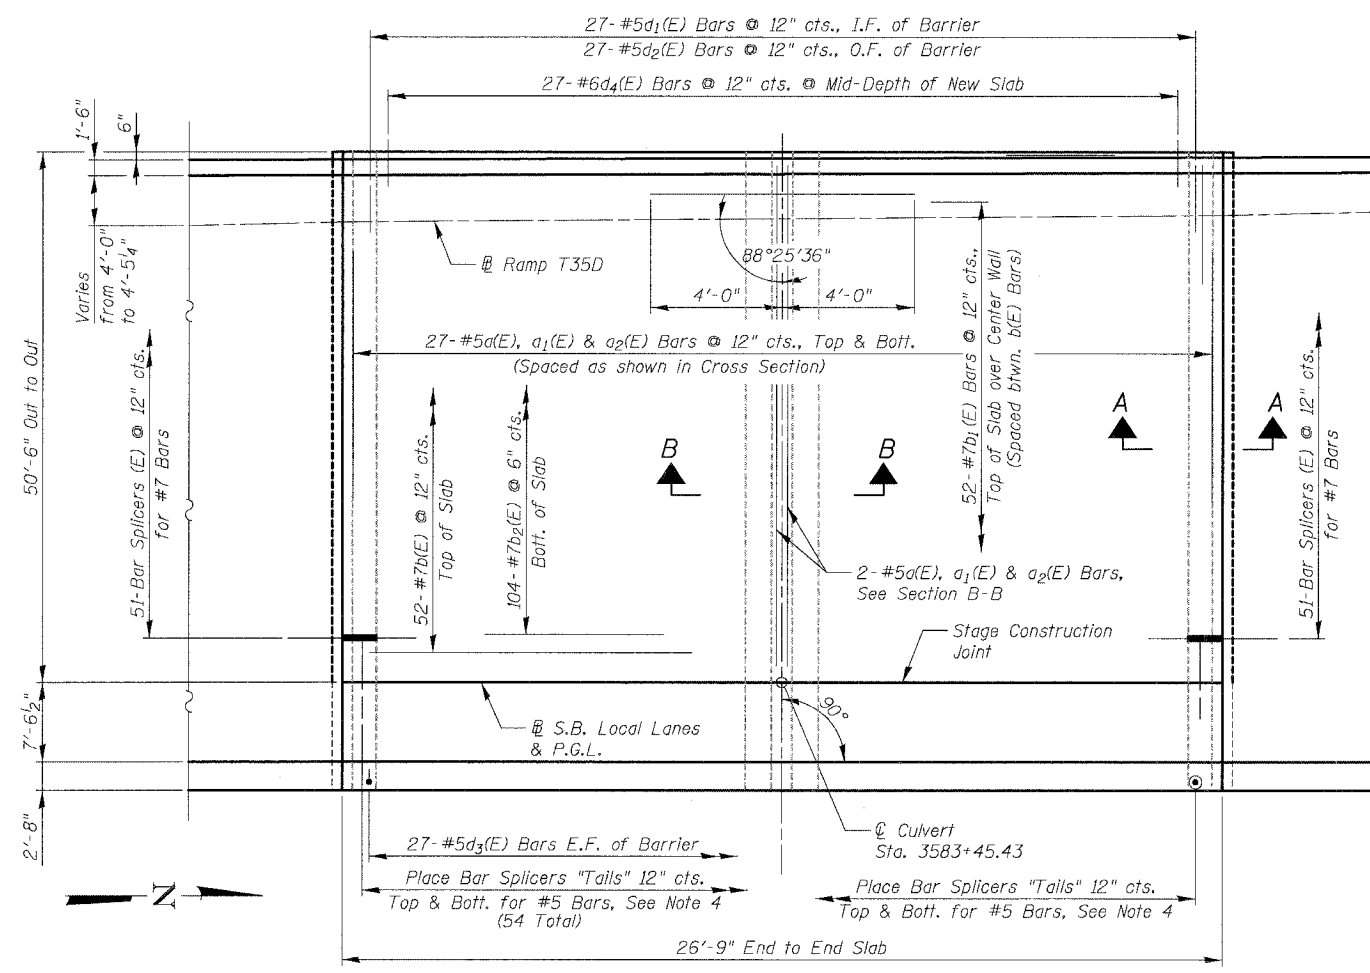 27-#5d1(E) Bars @ 12" cts., I.F. of Barrier
27-#5d2(E) Bars @ 12" cts., O.F. of Barrier
27-#6d4(E) Bars @ 12" cts. @ Mid-Depth of New Slab
1'-6"
6"
Varies
from 4'-0"
to 4'-5¼"
℄ Ramp T35D
88°25'36"
4'-0"
4'-0"
27-#5a(E), a1(E) & a2(E) Bars @ 12" cts., Top & Bott.
(Spaced as shown in Cross Section)
52-#7b1(E) Bars @ 12" cts.,
Top of Slab over Center Wall
(Spaced btwn. b(E) Bars)
50'-6" Out to Out
51-Bar Splicers (E) @ 12" cts.
for #7 Bars
52-#7b(E) @ 12" cts.
Top of Slab
104-#7b2(E) @ 6" cts.
Bott. of Slab
B
B
A
A
51-Bar Splicers (E) @ 12" cts.
for #7 Bars
2-#5a(E), a1(E) & a2(E) Bars,
See Section B-B
Stage Construction
Joint
7'-6½"
℄ S.B. Local Lanes
& P.G.L.
90°
2'-8"
℄ Culvert
Sta. 3583+45.43
27-#5d3(E) Bars E.F. of Barrier
Place Bar Splicers "Tails" 12" cts.
Top & Bott. for #5 Bars, See Note 4
(54 Total)
Place Bar Splicers "Tails" 12" cts.
Top & Bott. for #5 Bars, See Note 4
N
26'-9" End to End Slab